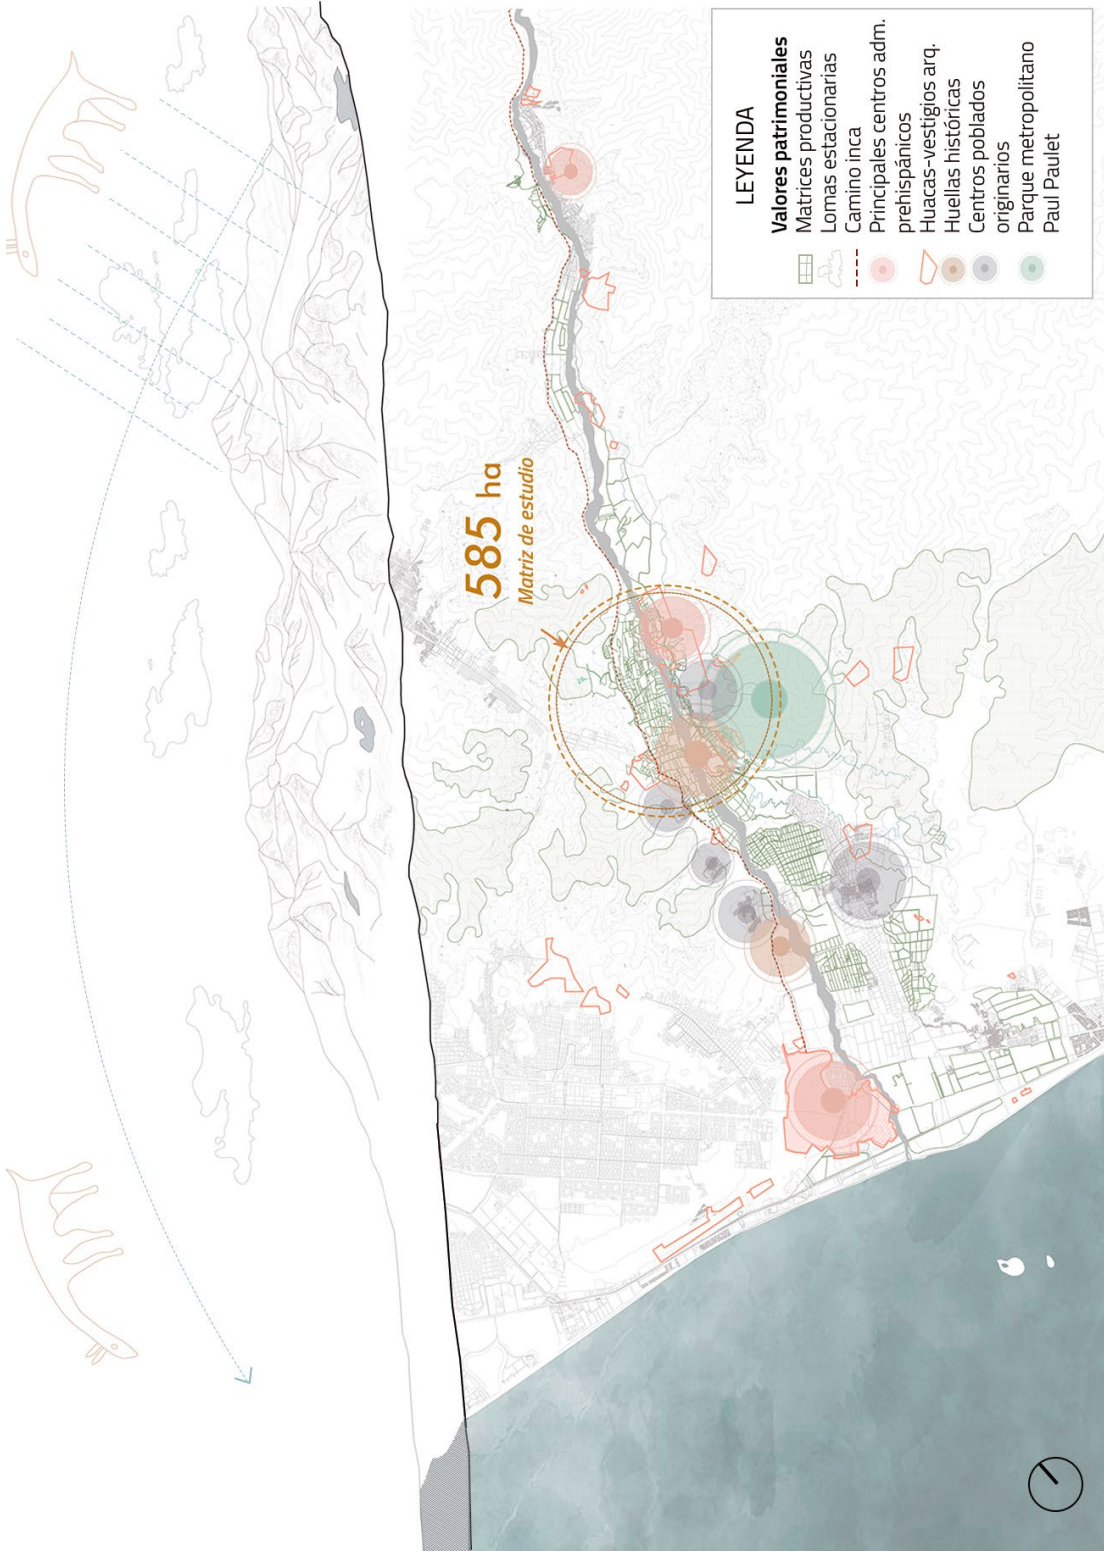 585 ha
Matriz de estudio
LEYENDA
Valores patrimoniales
Matrices productivas
Lomas estacionarias
Camino inca
Principales centros adm.
prehispánicos
Huacas-vestigios arq.
Huellas históricas
Centros poblados
originarios
Parque metropolitano
Paul Paulet